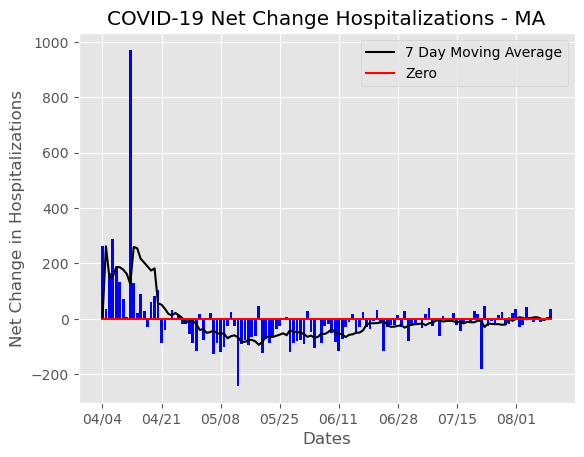 COVID-19 Net Change Hospitalizations - MA
7 Day Moving Average
Zero
Net Change in Hospitalizations
1000
800
600
400
200
0
−200
04/04 04/21 05/08 05/25 06/11 06/28 07/15 08/01
Dates